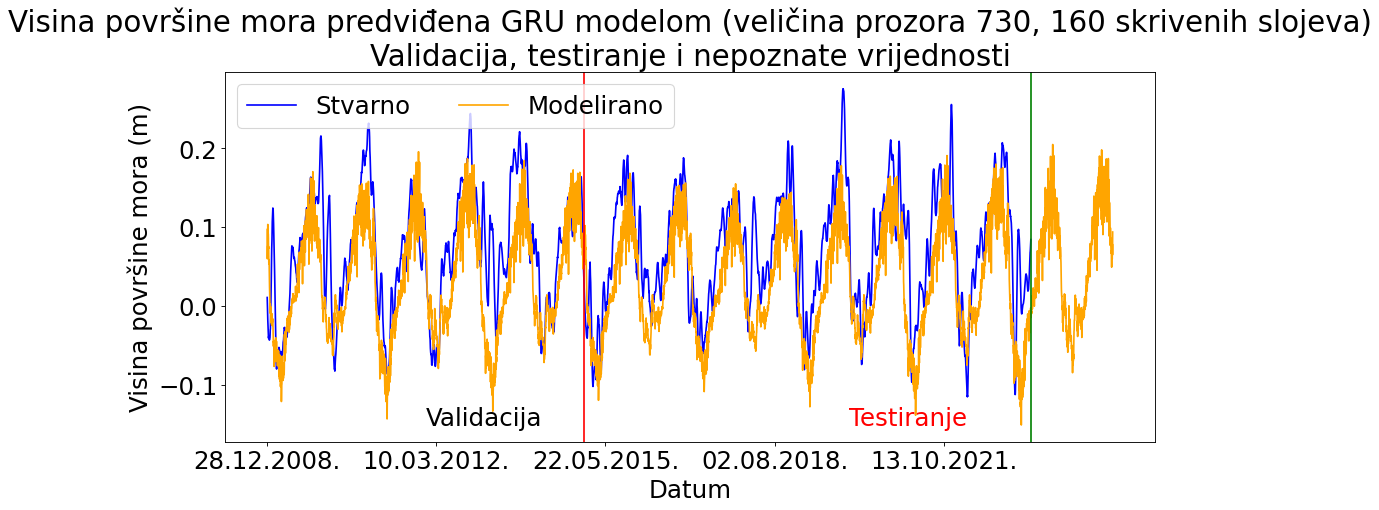 Visina površine mora predviđena GRU modelom (veličina prozora 730, 160 skrivenih slojeva)
Validacija, testiranje i nepoznate vrijednosti
Stvarno Modelirano
Visina površine mora (m)
0.2
0.1
0.0
−0.1
Validacija Testiranje
28.12.2008. 10.03.2012. 22.05.2015. 02.08.2018. 13.10.2021.
Datum